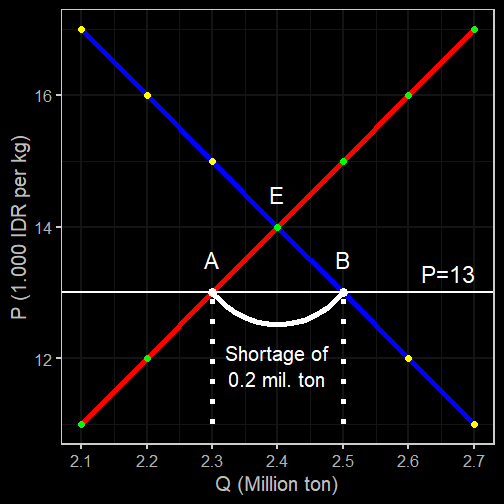 16
14
12
P (1.000 IDR per kg)
E
A
B
P=13
Shortage of
0.2 mil. ton
2.1
2.2
2.3
2.4
2.5
2.6
2.7
Q (Million ton)